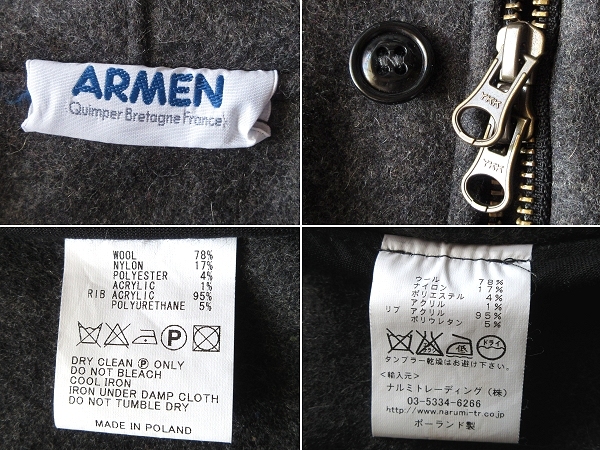 ARMEN
Quimper Bretagne France
YKK
YKK
WOOL 78%
NYLON 17%
POLYESTER 4%
ACRYLIC 1%
RIB ACRYLIC 95%
POLYURETHANE 5%
P
DRY CLEAN Ⓟ ONLY
DO NOT BLEACH
COOL IRON
IRON UNDER DAMP CLOTH
DO NOT TUMBLE DRY
MADE IN POLAND
ウール 78%
ナイロン 17%
ポリエステル 4%
アクリル 1%
リブ アクリル 95%
ポリウレタン 5%
低 ドライ
タンブラー乾燥はお避け下さい。
<輸入元>
ナルミトレーディング(株)
03-5334-6266
http://www.narumi-tr.com
ポーランド製